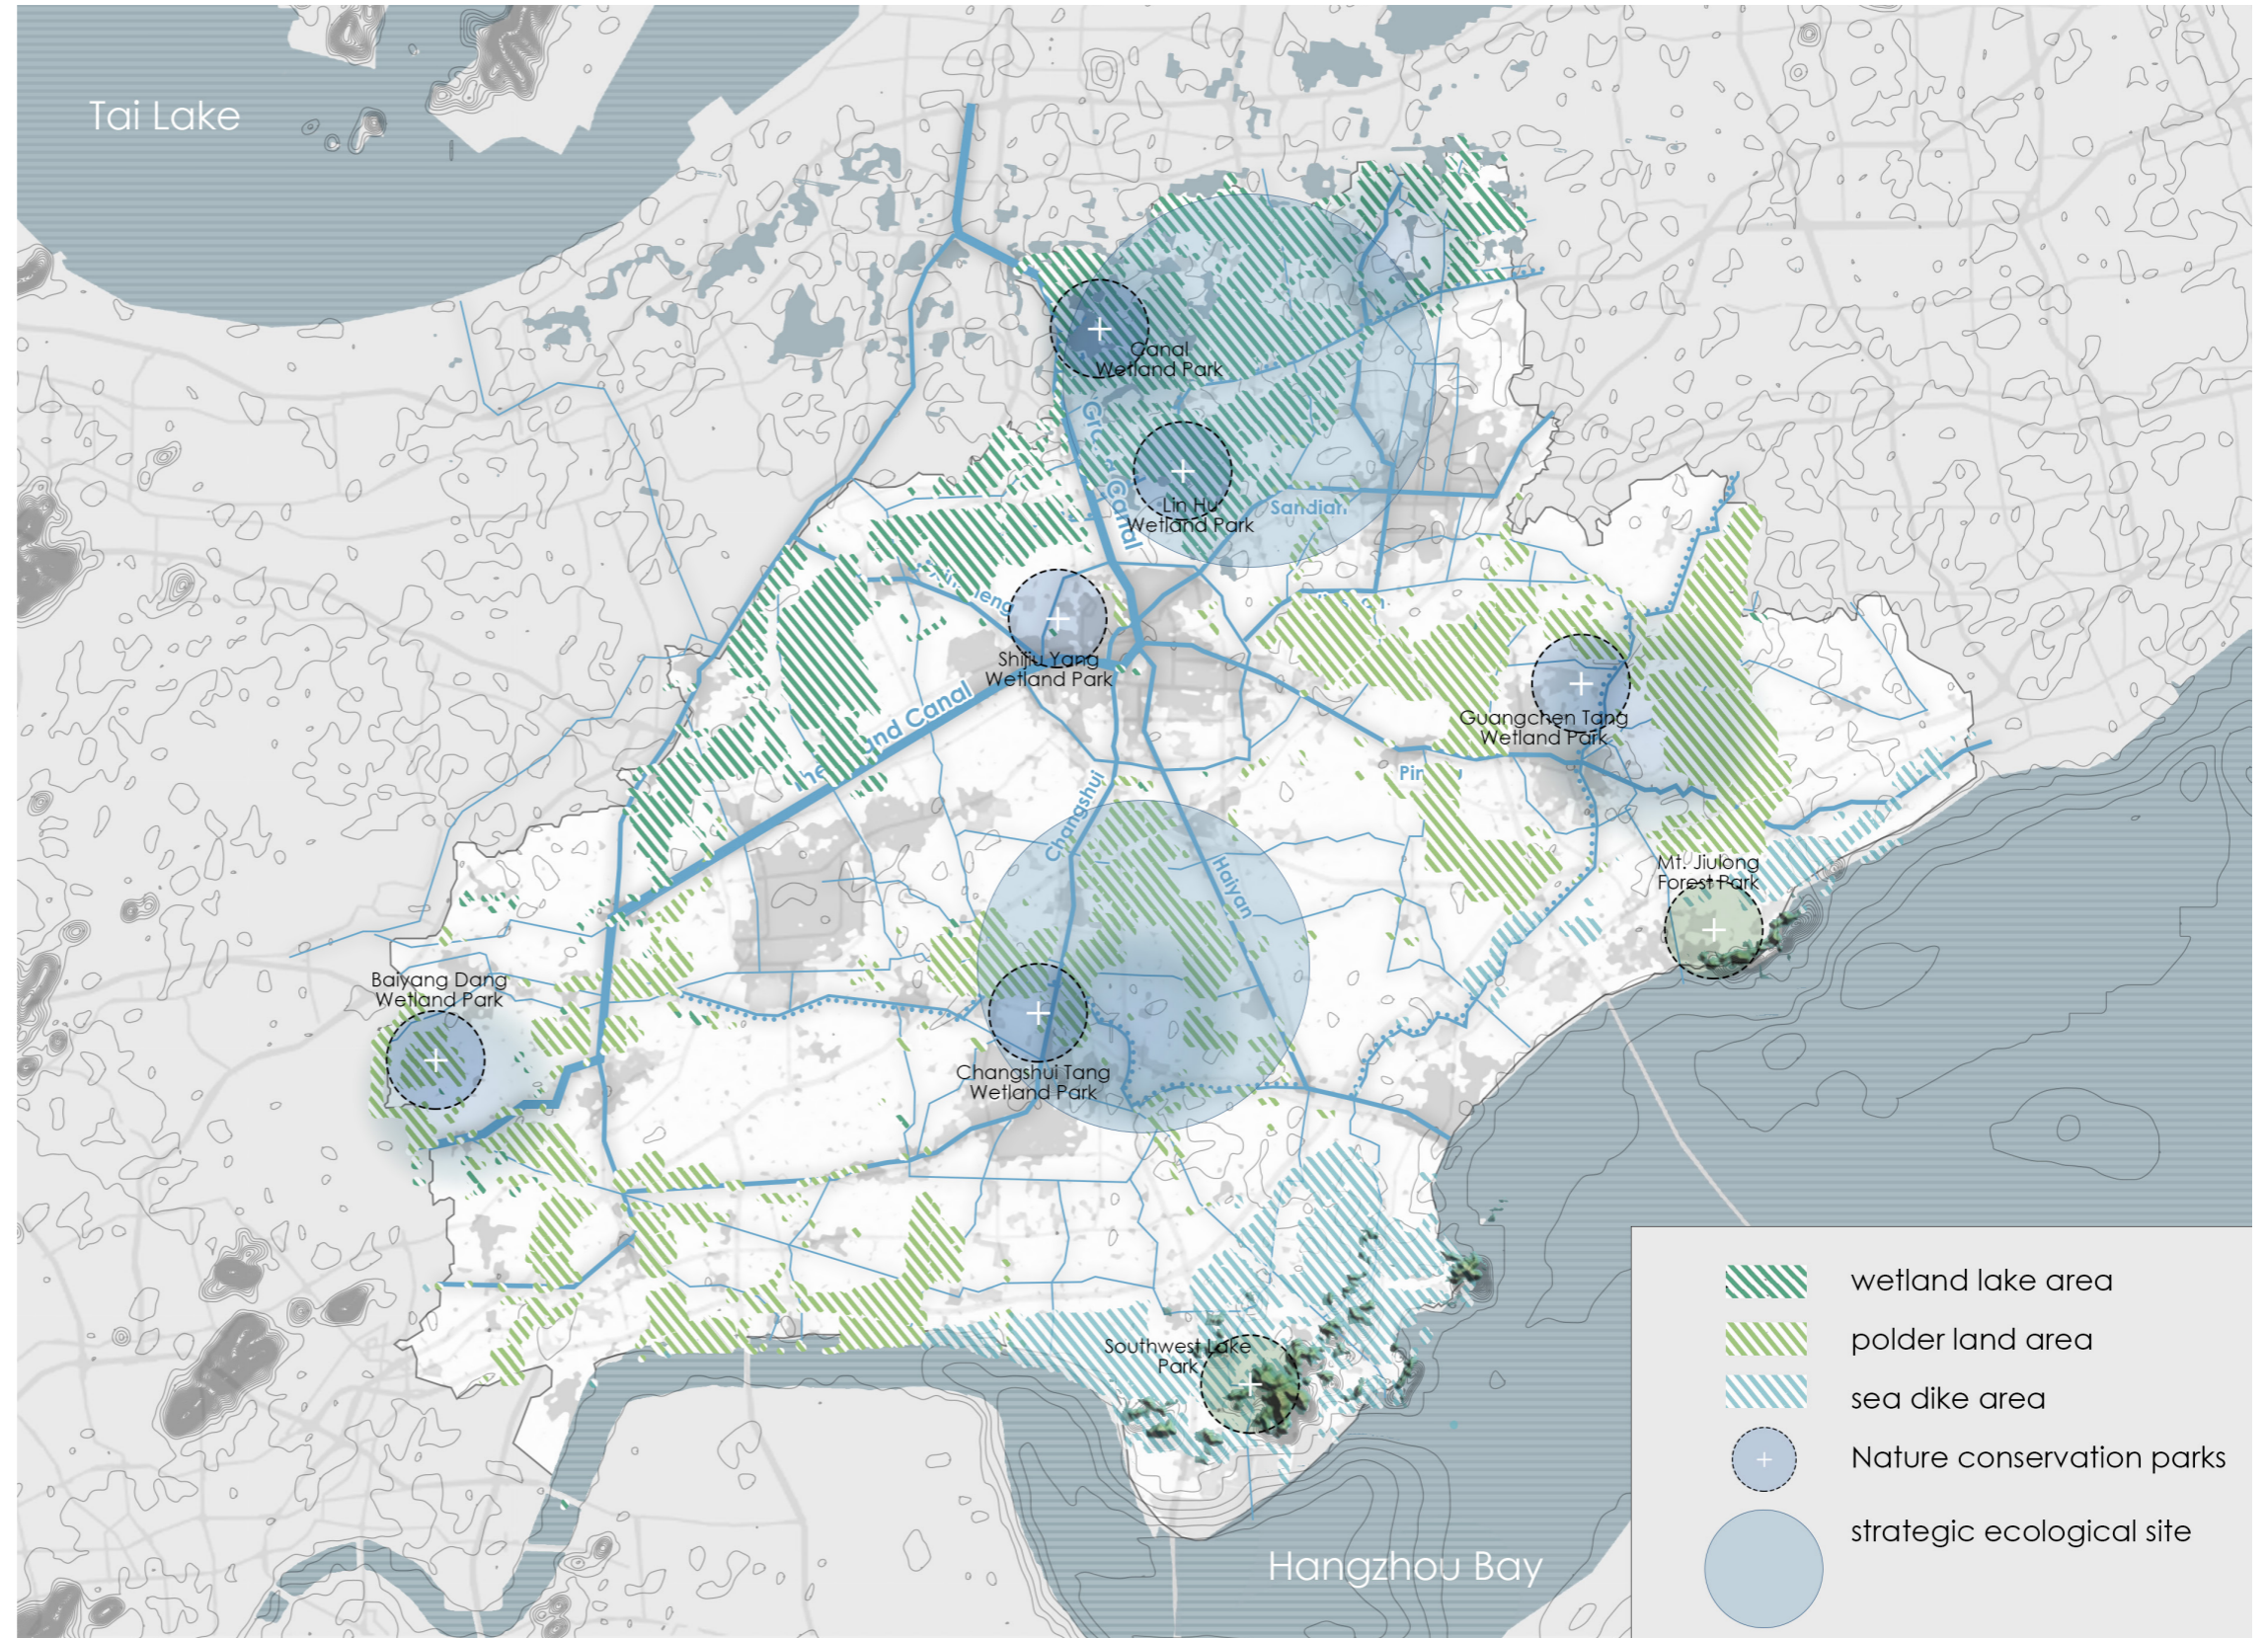 Tai Lake
Canal
Wetland Park
Canal
Lin Hu
Wetland Park
Sandian
Shijiu Yang
Wetland Park
Canal
Guangchen Tang
Wetland Park
Changshui
Haiyan
Mt. Jiulong
Forest Park
Baiyang Dang
Wetland Park
Changshui Tang
Wetland Park
Southwest Lake
Park
Hangzhou Bay
wetland lake area
polder land area
sea dike area
Nature conservation parks
strategic ecological site